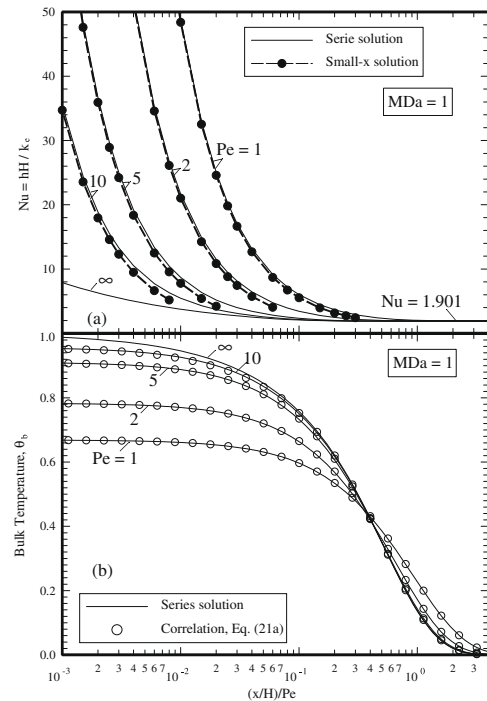 50
40
30
20
10
Nu = hH / k_e
Serie solution
Small-x solution
MDa = 1
Pe = 1
2
5
10
∞
Nu = 1.901
(a)
1.0
0.8
0.6
0.4
0.2
0.0
Bulk Temperature, θ_b
∞
10
MDa = 1
5
2
Pe = 1
(b)
Series solution
Correlation, Eq. (21a)
10⁻³ 2 3 4 5 6 7 10⁻² 2 3 4 5 6 7 10⁻¹ 2 3 4 5 6 7 10⁰ 2 3
(x/H)/Pe